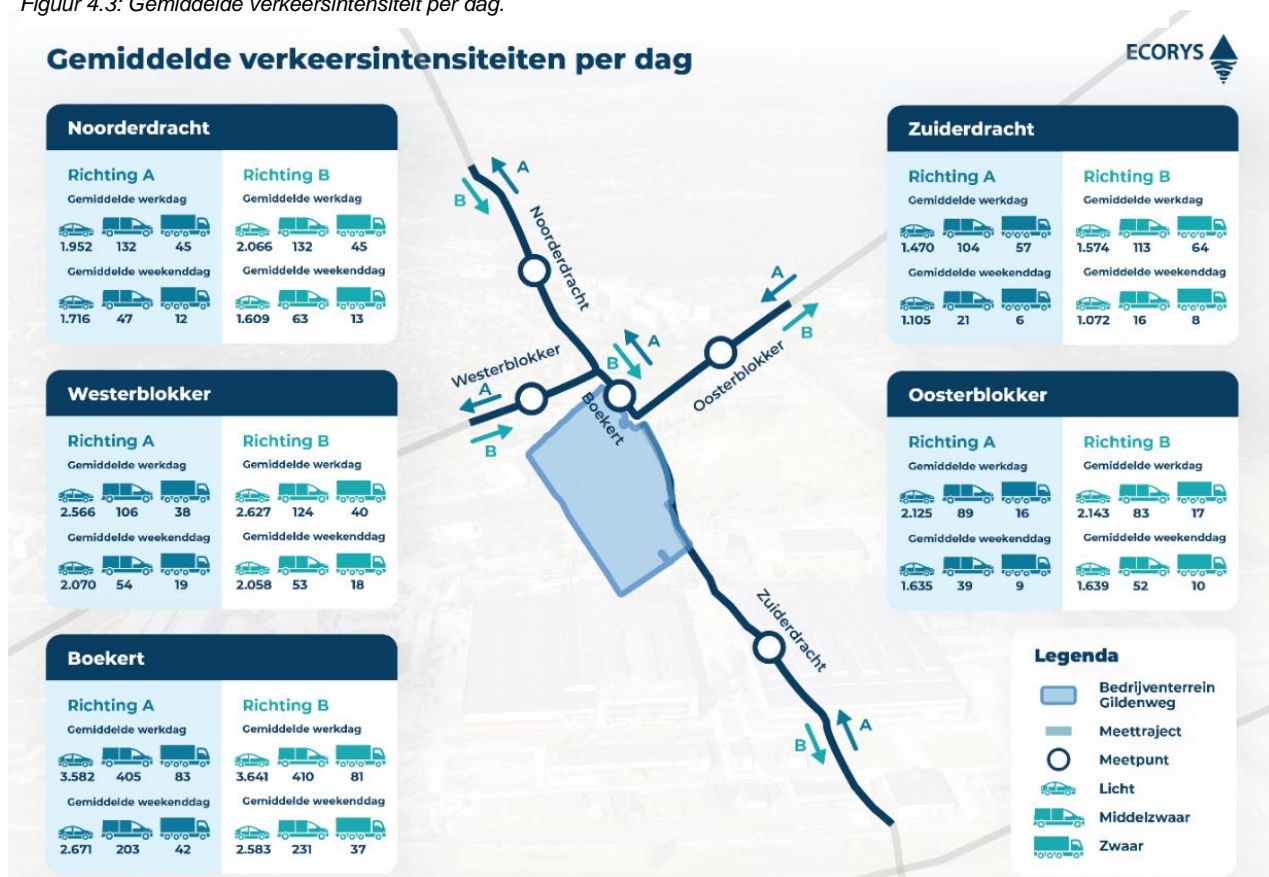 Figuur 4.3: Gemiddelde verkeersintensiteit per dag.
Gemiddelde verkeersintensiteiten per dag
ECORYS
Noorderdracht
Richting A
Gemiddelde werkdag
1.952 132 45
Gemiddelde weekenddag
1.716 47 12
Richting B
Gemiddelde werkdag
2.066 132 45
Gemiddelde weekenddag
1.609 63 13
Westerblokker
Richting A
Gemiddelde werkdag
2.566 106 38
Gemiddelde weekenddag
2.070 54 19
Richting B
Gemiddelde werkdag
2.627 124 40
Gemiddelde weekenddag
2.058 53 18
Boekert
Richting A
Gemiddelde werkdag
3.582 405 83
Gemiddelde weekenddag
2.671 203 42
Richting B
Gemiddelde werkdag
3.641 410 81
Gemiddelde weekenddag
2.583 231 37
A
B
Noorderdracht
A
B
A
B
Oosterblokker
Westerblokker
A
B
Boekert
Zuiderdracht
A
B
Zuiderdracht
Richting A
Gemiddelde werkdag
1.470 104 57
Gemiddelde weekenddag
1.105 21 6
Richting B
Gemiddelde werkdag
1.574 113 64
Gemiddelde weekenddag
1.072 16 8
Oosterblokker
Richting A
Gemiddelde werkdag
2.125 89 16
Gemiddelde weekenddag
1.635 39 9
Richting B
Gemiddelde werkdag
2.143 83 17
Gemiddelde weekenddag
1.639 52 10
Legenda
Bedrijventerrein
Gildenweg
Meettraject
Meetpunt
Licht
Middelzwaar
Zwaar